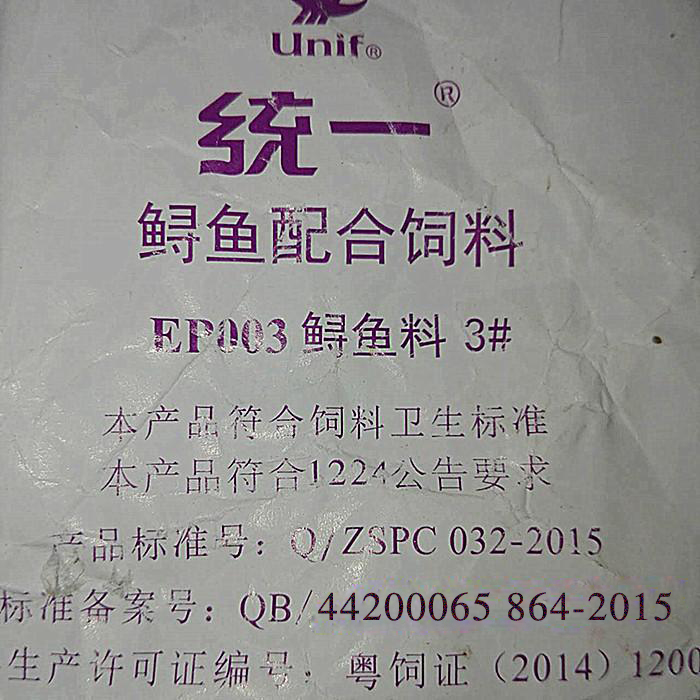 Unif®
统一®
鲟鱼配合饲料
EP003 鲟鱼料 3#
本产品符合饲料卫生标准
本产品符合1224公告要求
产品标准号：Q/ZSPC 032-2015
标准备案号：QB/44200065 864-2015
生产许可证编号：粤饲证（2014）1200